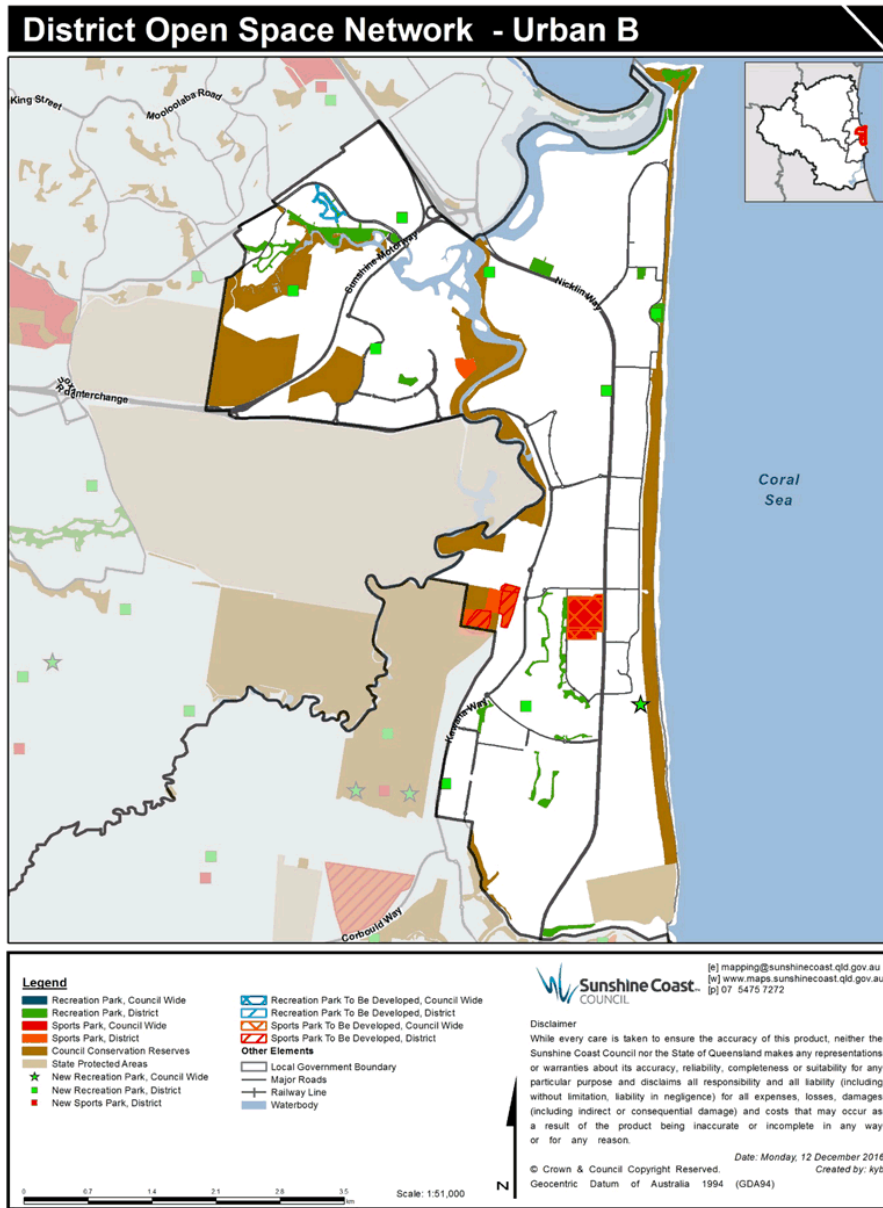 District Open Space Network - Urban B
King Street
Mooloolaba Road
Sunshine Motorway
Nicklin Way
Interchange
Coral
Sea
Kawana Way
Corbould Way
Legend
Recreation Park, Council Wide
Recreation Park, District
Sports Park, Council Wide
Sports Park, District
Council Conservation Reserves
State Protected Areas
New Recreation Park, Council Wide
New Recreation Park, District
New Sports Park, District
Recreation Park To Be Developed, Council Wide
Recreation Park To Be Developed, District
Sports Park To Be Developed, Council Wide
Sports Park To Be Developed, District
Other Elements
Local Government Boundary
Major Roads
Railway Line
Waterbody
0 0.7 1.4 2.1 2.8 3.5
km
Scale: 1:51,000
N
Sunshine Coast
COUNCIL
[e] mapping@sunshinecoast.qld.gov.au
[w] www.maps.sunshinecoast.qld.gov.au
[p] 07 5475 7272
Disclaimer
While every care is taken to ensure the accuracy of this product, neither the
Sunshine Coast Council nor the State of Queensland makes any representations
or warranties about its accuracy, reliability, completeness or suitability for any
particular purpose and disclaims all responsibility and all liability (including
without limitation, liability in negligence) for all expenses, losses, damages
(including indirect or consequential damage) and costs that may occur as
a result of the product being inaccurate or incomplete in any way
or for any reason.
Date: Monday, 12 December 2016
© Crown & Council Copyright Reserved.
Created by: kyb
Geocentric Datum of Australia 1994 (GDA94)